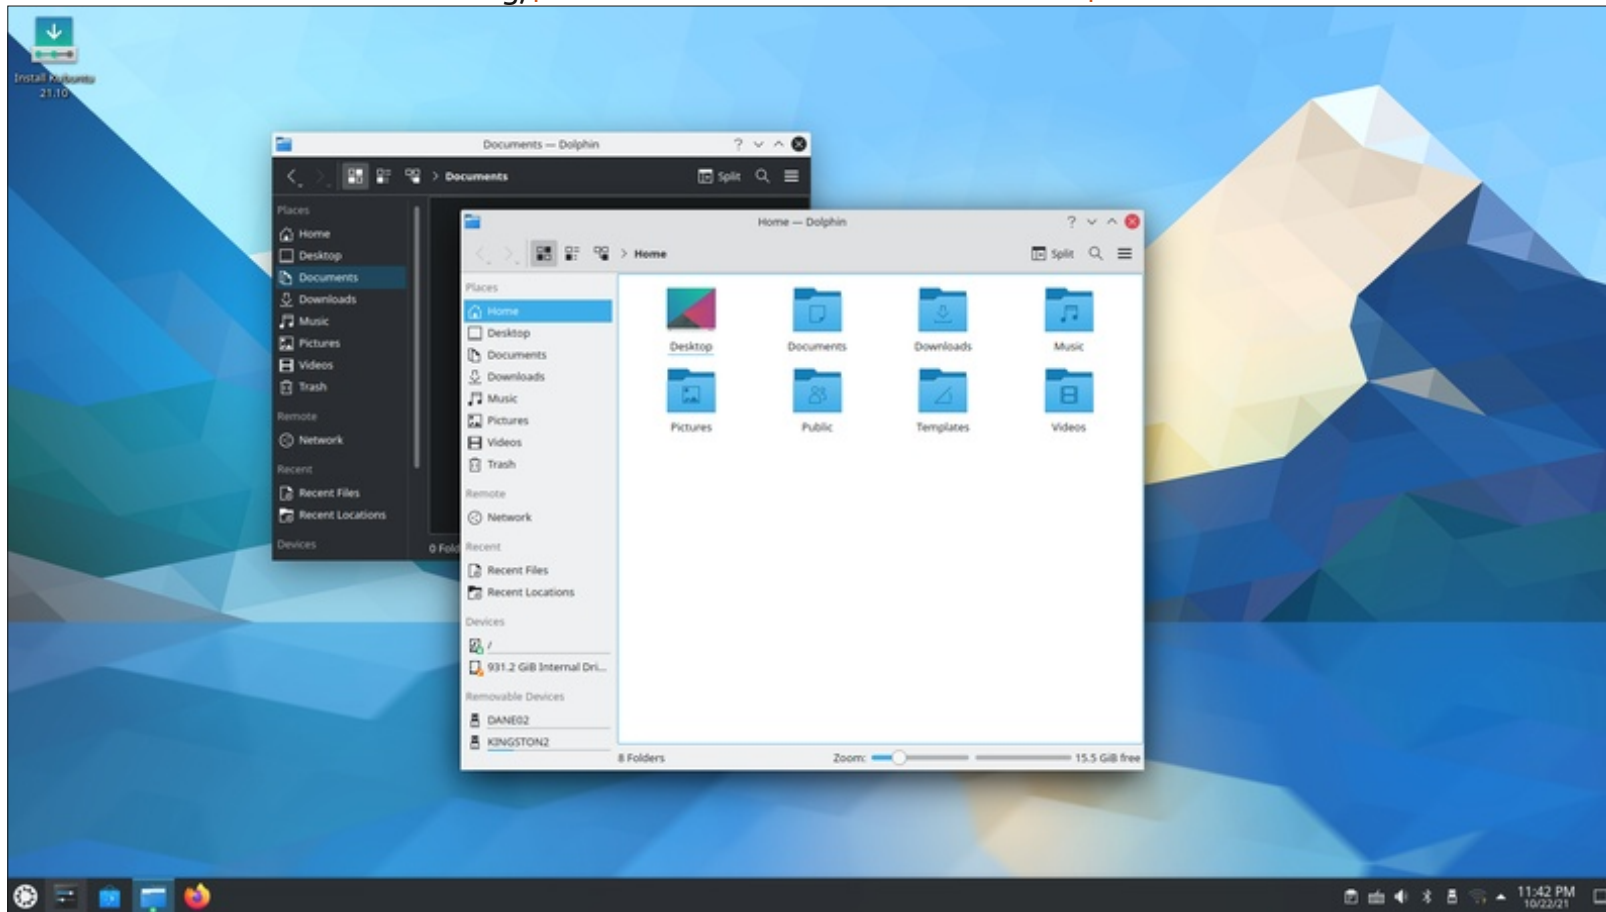 Install Kubuntu
21.10
Documents — Dolphin
Documents
Split
Places
Home
Desktop
Documents
Downloads
Music
Pictures
Videos
Trash
Remote
Network
Recent
Recent Files
Recent Locations
Devices
0 Fold
Home — Dolphin
Home
Split
Places
Home
Desktop
Documents
Downloads
Music
Pictures
Videos
Trash
Remote
Network
Recent
Recent Files
Recent Locations
Devices
/
931.2 GiB Internal Dri...
Removable Devices
DANE02
KINGSTON2
Desktop
Documents
Downloads
Music
Pictures
Public
Templates
Videos
8 Folders
Zoom:
15.5 GiB free
11:42 PM
10/22/21